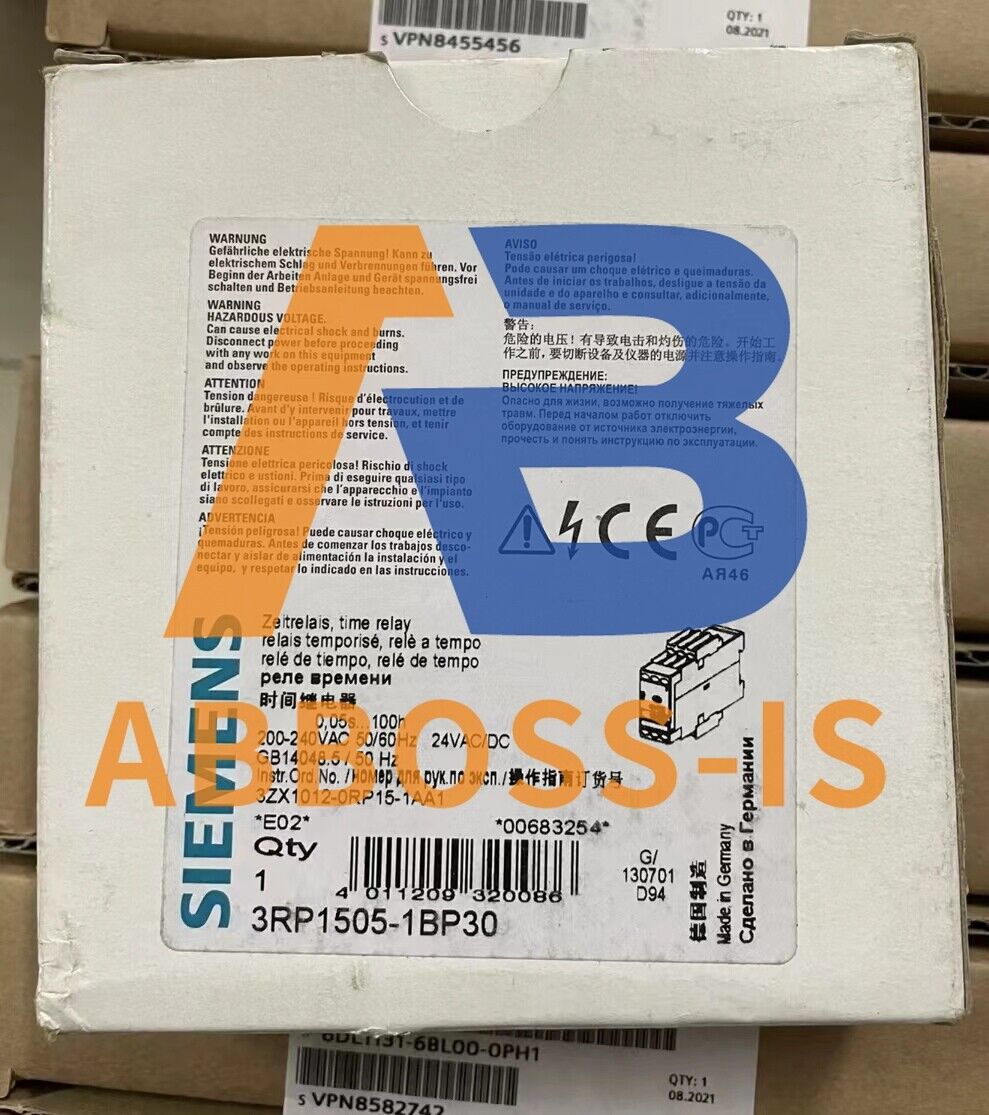 QTY: 1
08.2021
S VPN8455456
WARNUNG
Gefährliche elektrische Spannung! Kann zu
elektrischem Schlag und Verbrennungen führen. Vor
Beginn der Arbeiten Anlage und Gerät spannungsfrei
schalten und Betriebsanleitung beachten.
WARNING
HAZARDOUS VOLTAGE.
Can cause electrical shock and burns.
Disconnect power before proceeding
with any work on this equipment
and observe the operating instructions.
ATTENTION
Tension dangereuse ! Risque d'électrocution et de
brûlure. Avant d'y intervenir pour travaux, mettre
l'installation ou l'appareil hors tension, et tenir
compte des instructions de service.
ATTENZIONE
Tensione elettrica pericolosa! Rischio di shock
elettrico e ustioni. Prima di eseguire qualsiasi tipo
di lavoro, assicurarsi che l'apparecchio e l'impianto
siano scollegati e osservare le istruzioni per l'uso.
ADVERTENCIA
¡Tensión peligrosa! Puede causar choque eléctrico y
quemaduras. Antes de comenzar los trabajos desco-
nectar y aislar de alimentación la instalación y el
equipo, y respetar lo indicado en las instrucciones.
AVISO
Tensão elétrica perigosa!
Pode causar um choque elétrico e queimaduras.
Antes de iniciar os trabalhos, desligue a tensão da
unidade e do aparelho e consultar, adicionalmente,
o manual de serviço.
警告:
危险的电压! 有导致电击和灼伤的危险。开始工
作之前, 要切断设备及仪器的电源并注意操作指南。
ПРЕДУПРЕЖДЕНИЕ:
ВЫСОКОЕ НАПРЯЖЕНИЕ!
Опасно для жизни, возможно получение тяжелых
травм. Перед началом работ отключить
оборудование от источника электроэнергии,
прочесть и понять инструкцию по эксплуатации.
AB
CE
РСТ
АЯ46
SIEMENS
Zeitrelais, time relay
relais temporisé, relè a tempo
relé de tiempo, relé de tempo
реле времени
时间继电器
0,05s...100h
200-240VAC 50/60Hz 24VAC/DC
GB14048.5 / 50 Hz
Instr.Ord.No. /номер для рук.по эксп./操作指南订货号
3ZX1012-0RP15-1AA1
ABBOSS-IS
*E02* *00683254*
Qty
1
4 011209 320086
G/
130701
D94
3RP1505-1BP30
德国制造
Made in Germany
Сделано в Германии
6DL1131-6BL00-0PH1
QTY: 1
08.2021
S VPN8582742